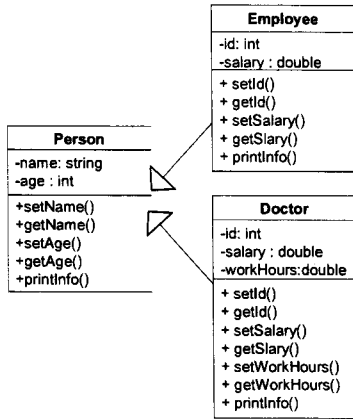 Employee
-id: int
-salary : double
+ setId()
+ getId()
+ setSalary()
+ getSlary()
+ printInfo()
Person
-name: string
-age : int
+setName()
+getName()
+setAge()
+getAge()
+printInfo()
Doctor
-id: int
-salary : double
-workHours:double
+ setId()
+ getId()
+ setSalary()
+ getSlary()
+ setWorkHours()
+ getWorkHours()
+ printInfo()